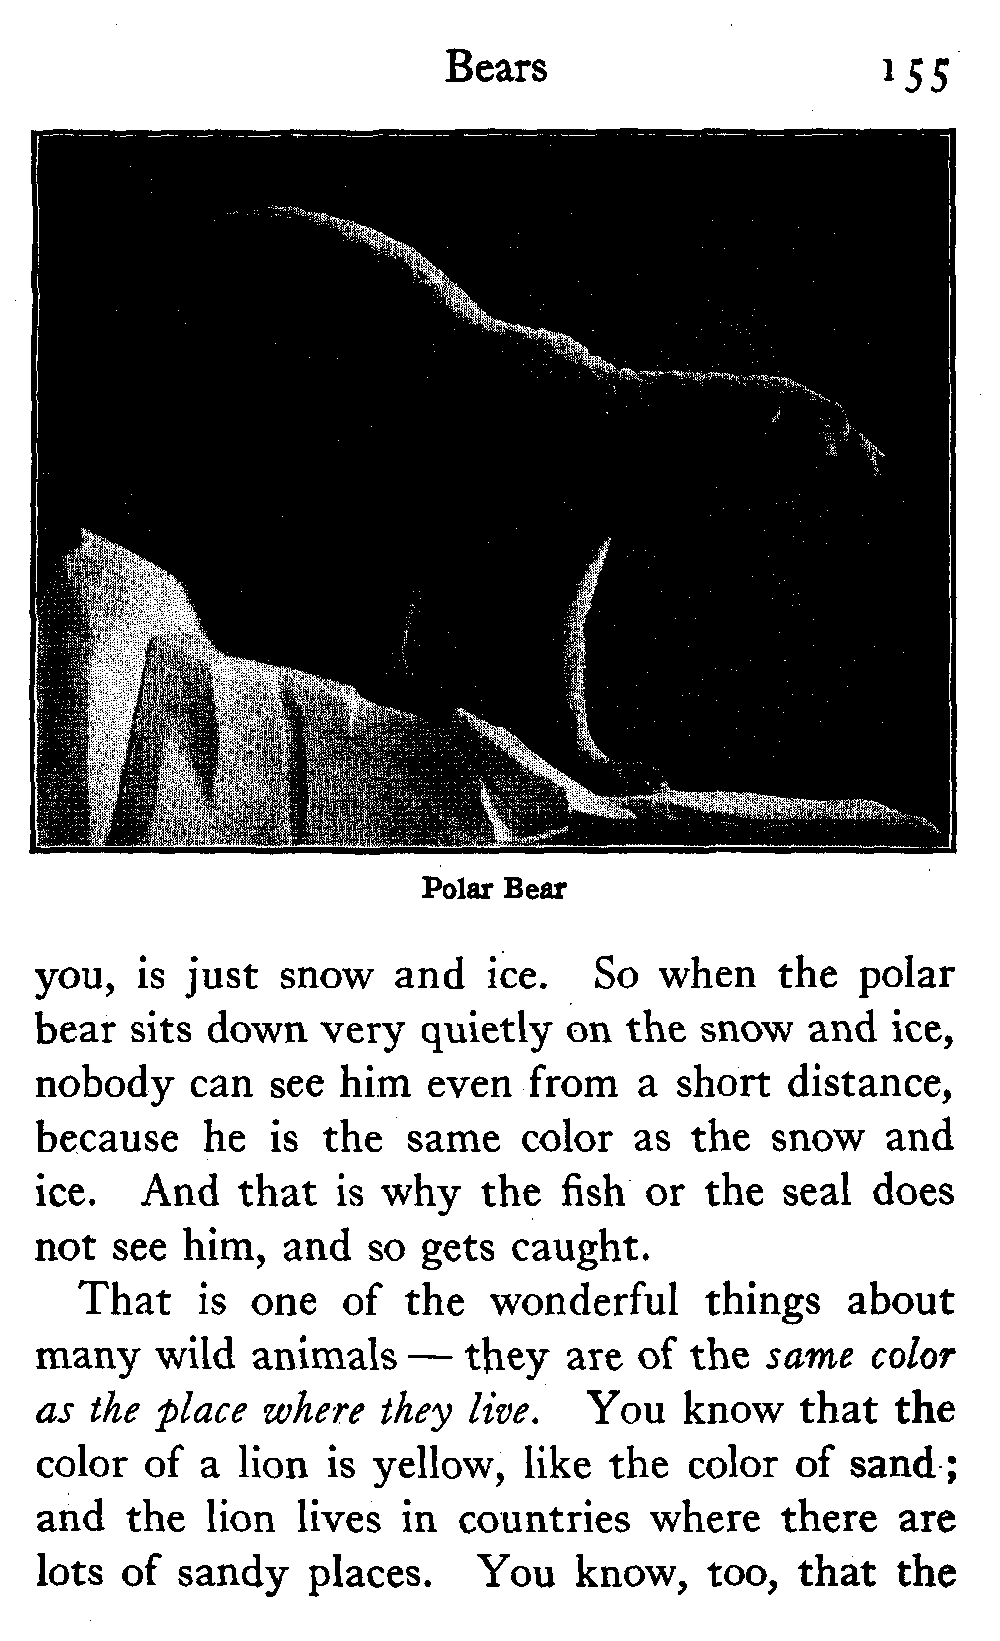 Bears 155
Polar Bear
you, is just snow and ice. So when the polar
bear sits down very quietly on the snow and ice,
nobody can see him even from a short distance,
because he is the same color as the snow and
ice. And that is why the fish or the seal does
not see him, and so gets caught.
That is one of the wonderful things about
many wild animals — they are of the same color
as the place where they live. You know that the
color of a lion is yellow, like the color of sand;
and the lion lives in countries where there are
lots of sandy places. You know, too, that the